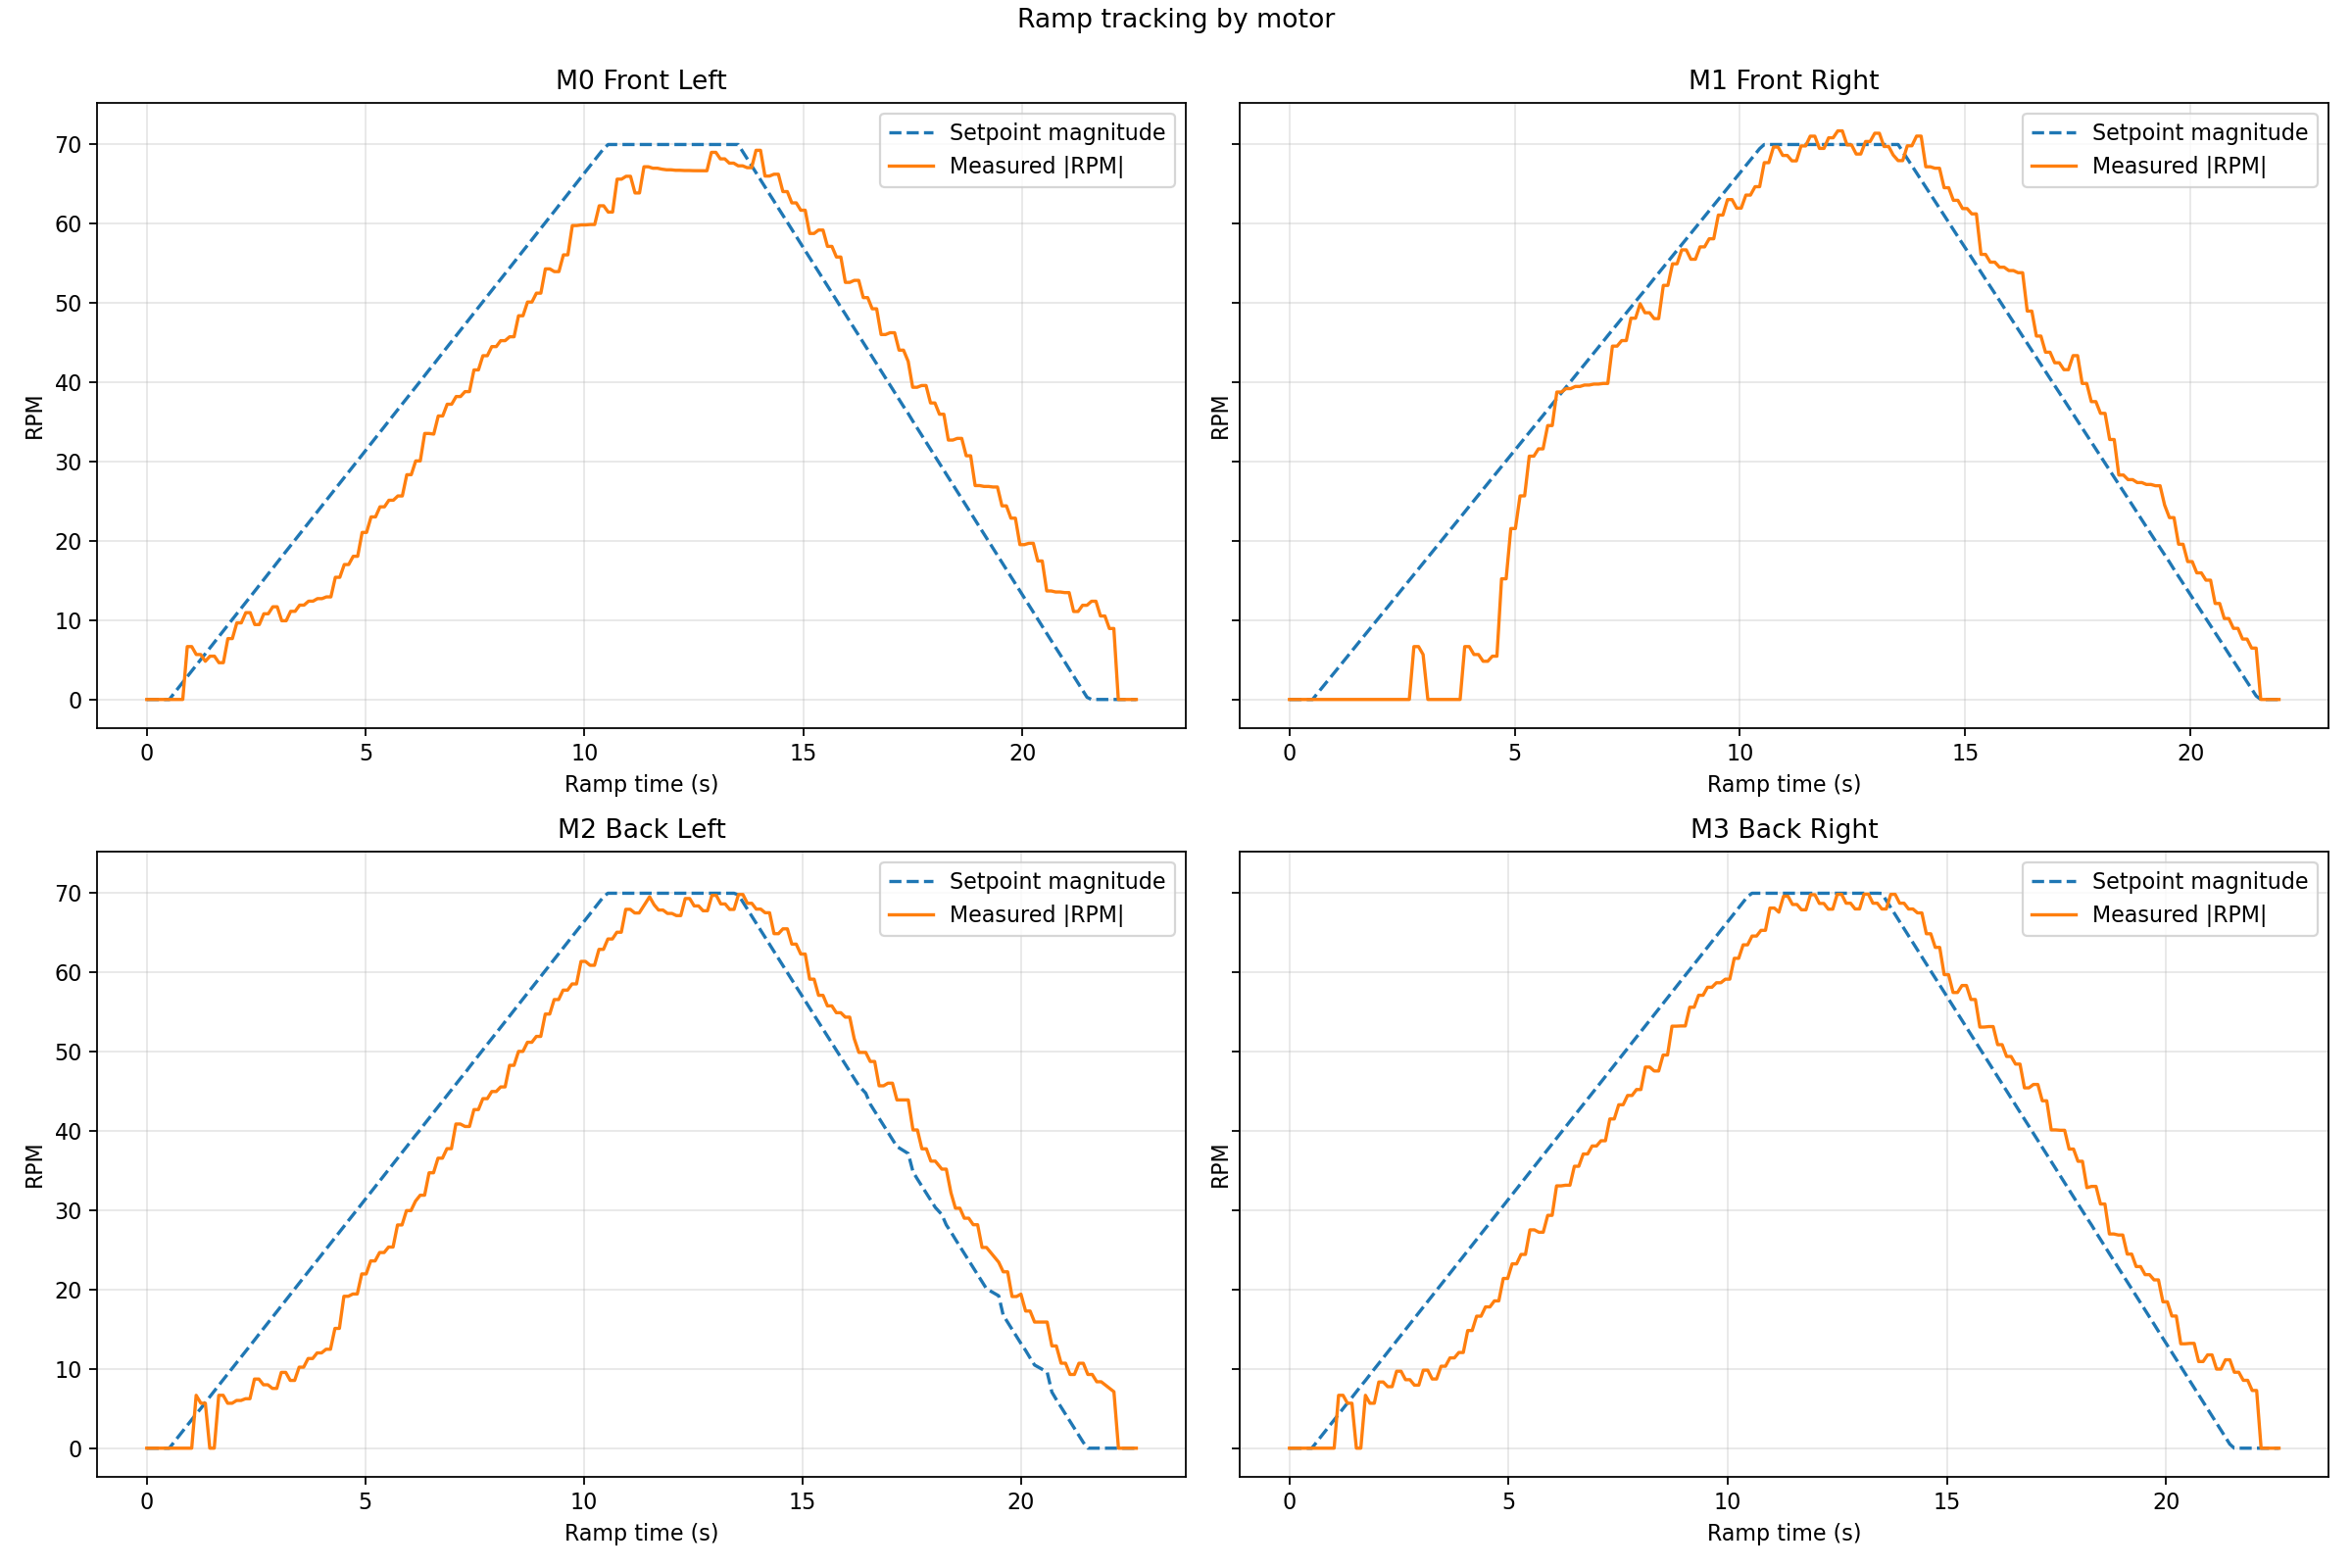 Ramp tracking by motor
M0 Front Left
Setpoint magnitude
Measured |RPM|
70
60
50
40
30
20
10
0
RPM
0 5 10 15 20
Ramp time (s)
M1 Front Right
Setpoint magnitude
Measured |RPM|
RPM
0 5 10 15 20
Ramp time (s)
M2 Back Left
Setpoint magnitude
Measured |RPM|
70
60
50
40
30
20
10
0
RPM
0 5 10 15 20
Ramp time (s)
M3 Back Right
Setpoint magnitude
Measured |RPM|
RPM
0 5 10 15 20
Ramp time (s)